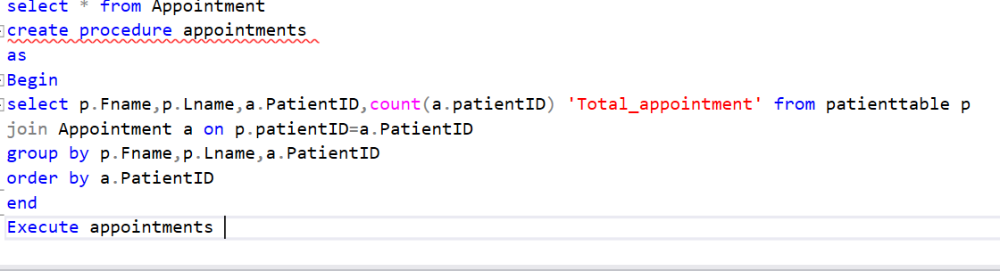 select * from Appointment
create procedure appointments
as
Begin
select p.Fname,p.Lname,a.PatientID,count(a.patientID) 'Total_appointment' from patienttable p
join Appointment a on p.patientID=a.PatientID
group by p.Fname,p.Lname,a.PatientID
order by a.PatientID
end
Execute appointments